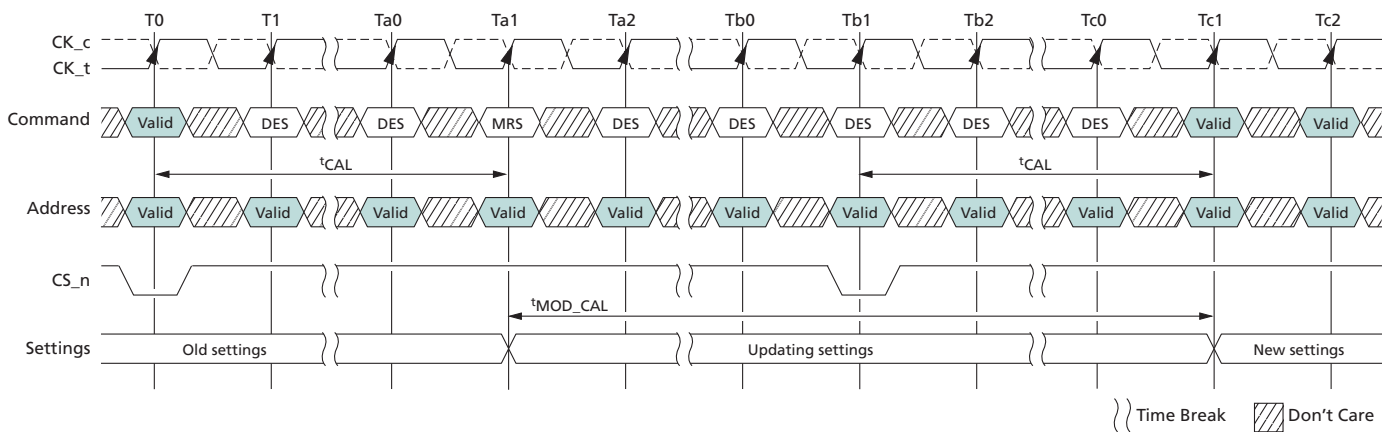 T0 T1 Ta0 Ta1 Ta2 Tb0 Tb1 Tb2 Tc0 Tc1 Tc2
CK_c
CK_t
Command Valid DES DES MRS DES DES DES DES DES Valid Valid
tCAL tCAL
Address Valid Valid Valid Valid Valid Valid Valid Valid Valid Valid Valid
CS_n
tMOD_CAL
Settings Old settings Updating settings New settings
Time Break Don't Care